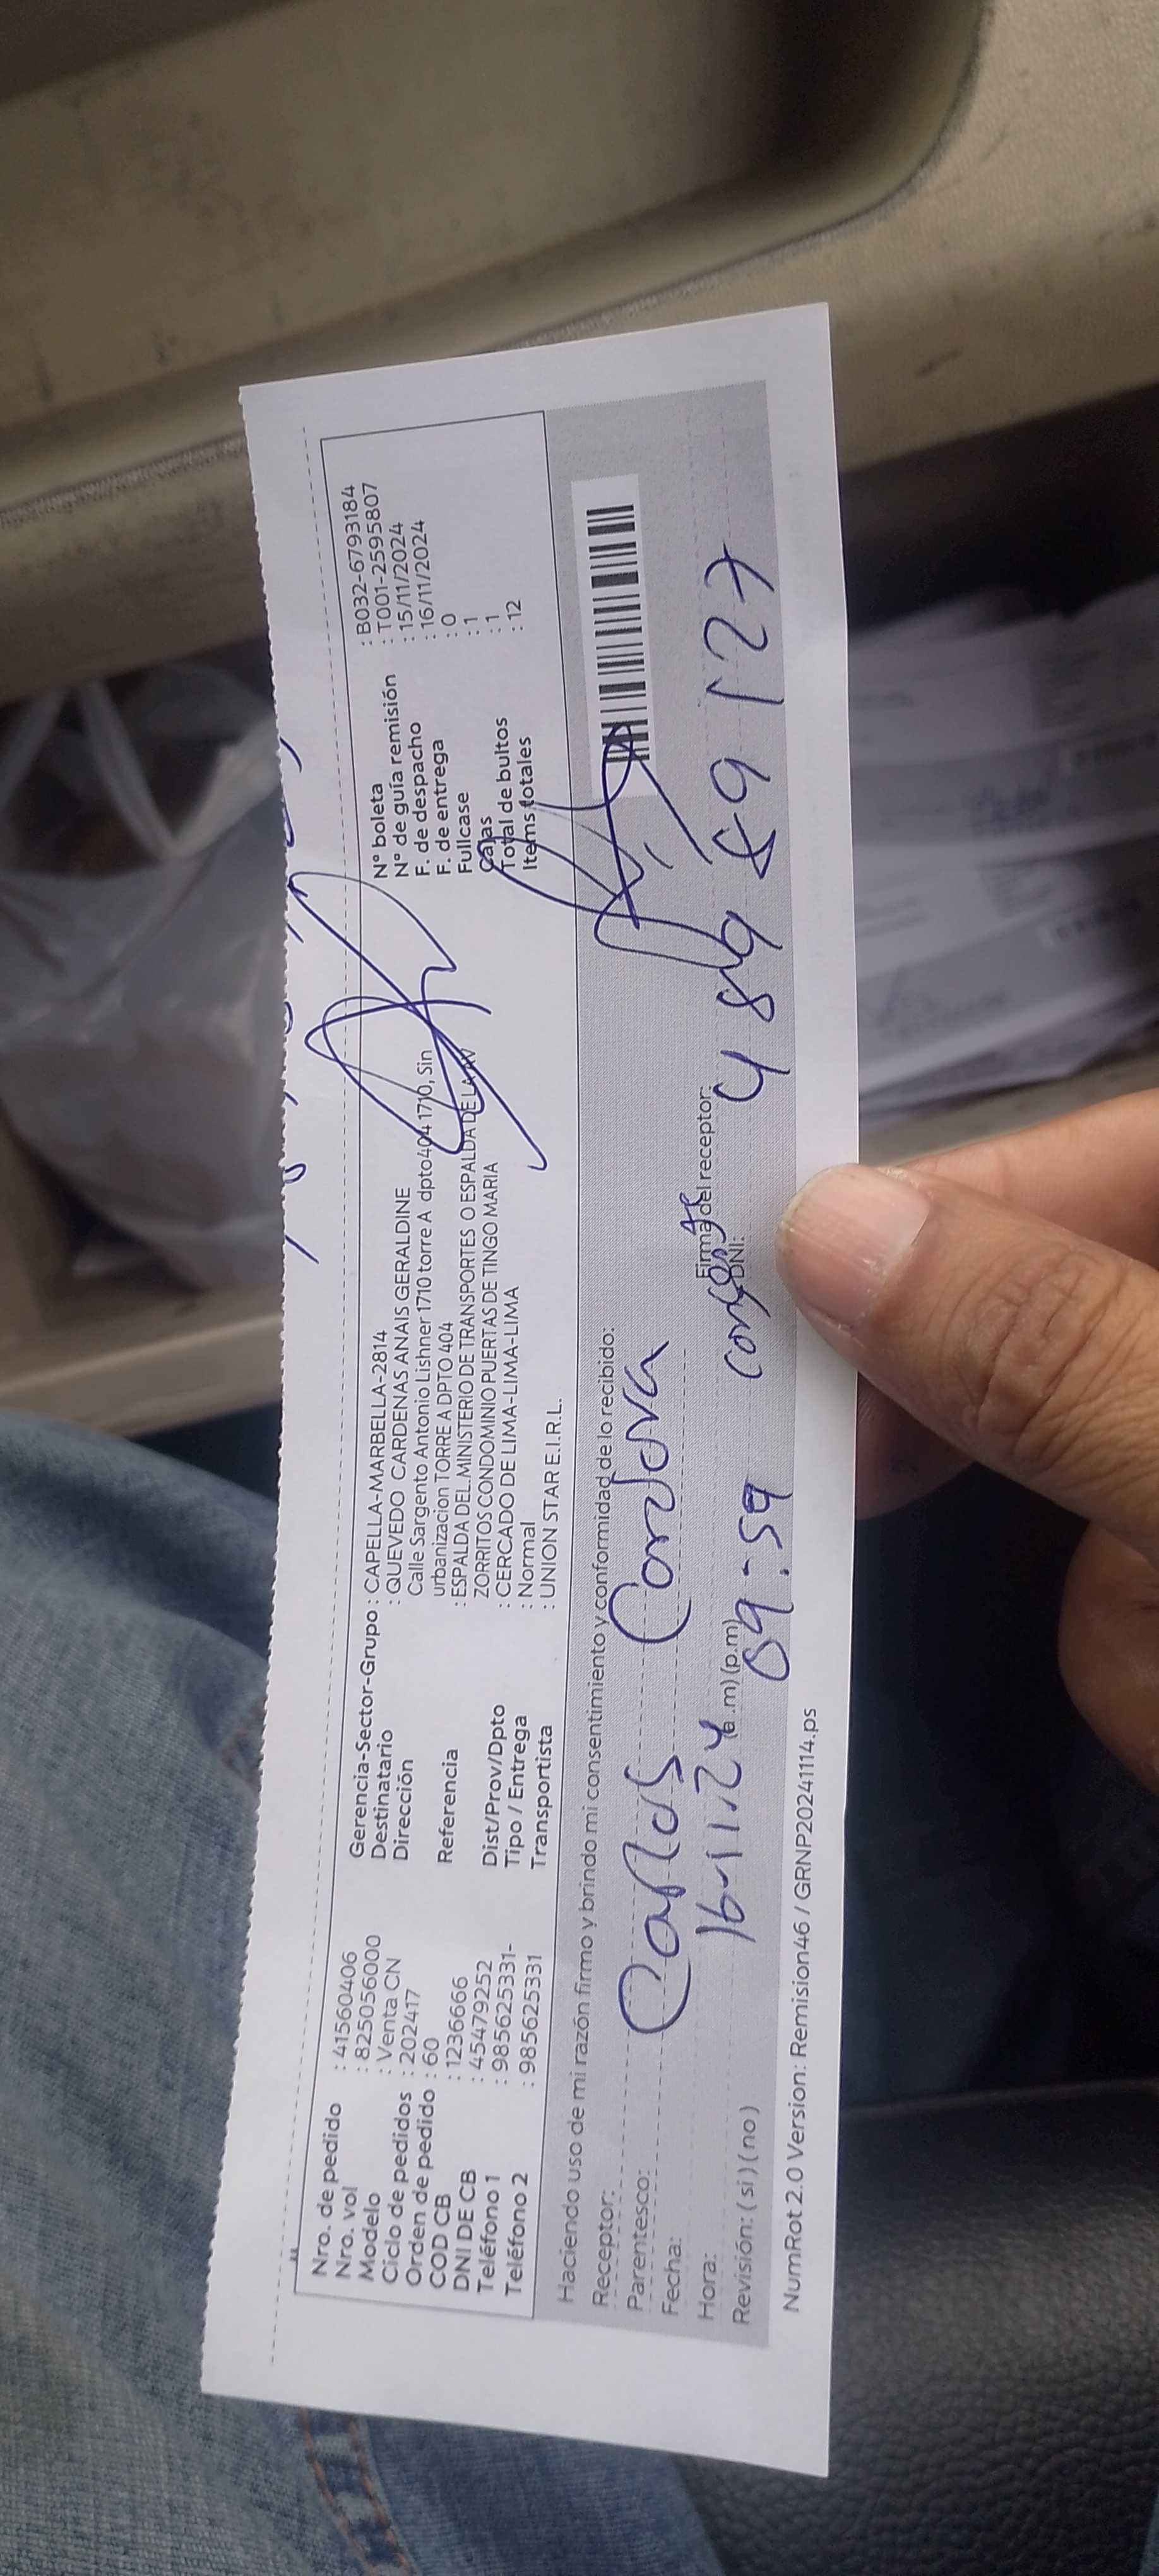 Nro. de pedido : 41560406
Nro. vol : 825056000
Modelo : Venta CN
Ciclo de pedidos : 202417
Orden de pedido : 60
COD CB : 1236666
DNI DE CB : 45479252
Teléfono 1 : 985625331-
Teléfono 2 : 985625331
Gerencia-Sector-Grupo : CAPELLA-MARBELLA-2814
Destinatario : QUEVEDO CARDENAS ANAIS GERALDINE
Dirección Calle Sargento Antonio Lishner 1710 torre A dpto404 1710, Sin
urbanizacion TORRE A DPTO 404
Referencia : ESPALDA DEL.MINISTERIO DE TRANSPORTES O ESPALDA DE LA AV
ZORRITOS CONDOMINIO PUERTAS DE TINGO MARIA
Dist/Prov/Dpto : CERCADO DE LIMA-LIMA-LIMA
Tipo / Entrega : Normal
Transportista : UNION STAR E.I.R.L.
N° boleta : B032-6793184
N° de guía remisión : T001-2595807
F. de despacho : 15/11/2024
F. de entrega : 16/11/2024
Fullcase : 0
Cajas : 1
Total de bultos : 1
Items totales : 12
Haciendo uso de mi razón firmo y brindo mi consentimiento y conformidad de lo recibido:
Receptor: Carlos Cordova
Parentesco:
Fecha: 16-11-24
Hora: (a.m) (p.m) 09:59
Revisión: ( si ) ( no )
Firma del receptor:
DNI:
NumRot 2.0 Version: Remision46 / GRNP20241114.ps